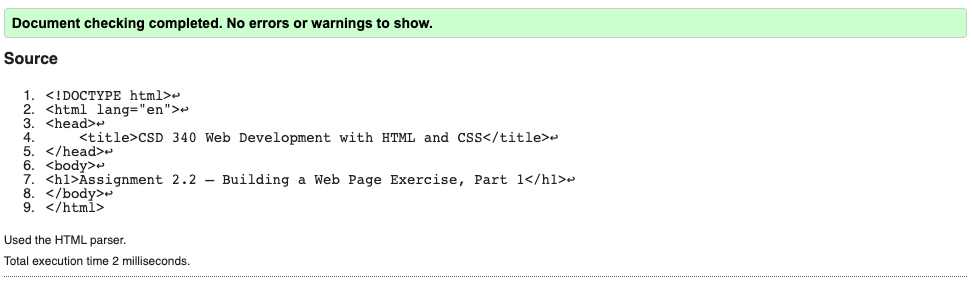 Document checking completed. No errors or warnings to show.
Source
1. <!DOCTYPE html>↩
2. <html lang="en">↩
3. <head>↩
4.     <title>CSD 340 Web Development with HTML and CSS</title>↩
5. </head>↩
6. <body>↩
7. <h1>Assignment 2.2 – Building a Web Page Exercise, Part 1</h1>↩
8. </body>↩
9. </html>
Used the HTML parser.
Total execution time 2 milliseconds.